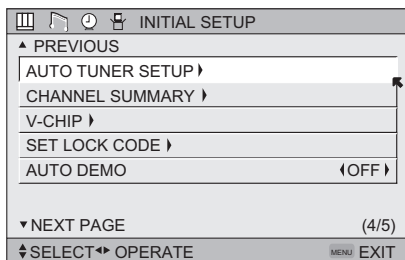 INITIAL SETUP
PREVIOUS
AUTO TUNER SETUP
CHANNEL SUMMARY
V-CHIP
SET LOCK CODE
AUTO DEMO OFF
NEXT PAGE (4/5)
SELECT OPERATE MENU EXIT